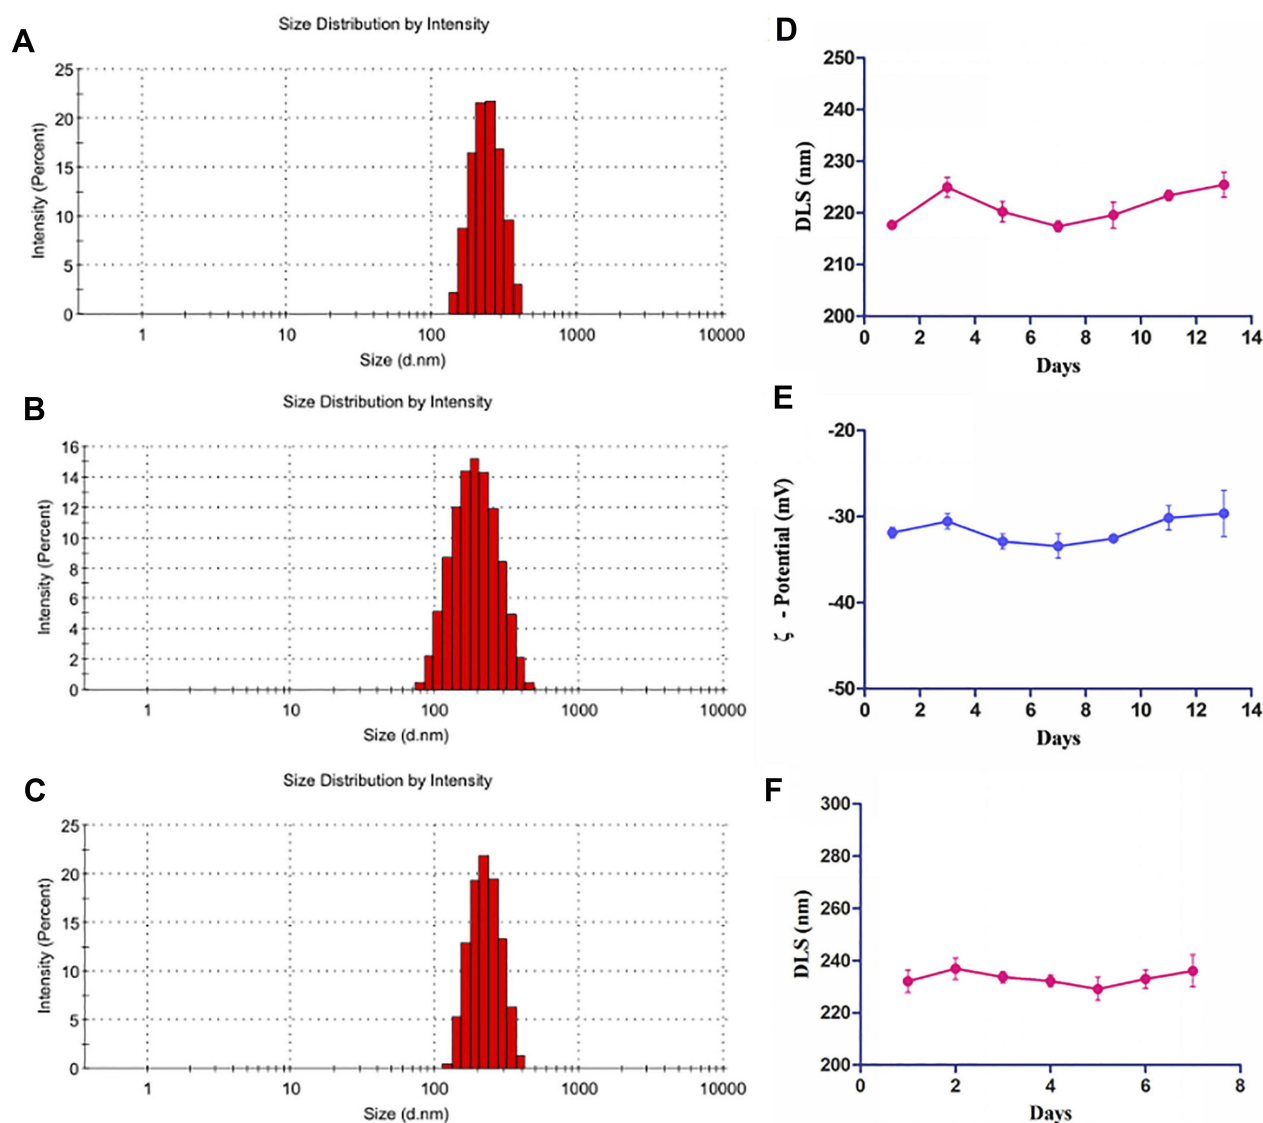 A
Size Distribution by Intensity
Intensity (Percent)
25
20
15
10
5
0
1
10
100
1000
10000
Size (d.nm)
B
Size Distribution by Intensity
Intensity (Percent)
16
14
12
10
8
6
4
2
0
1
10
100
1000
10000
Size (d.nm)
C
Size Distribution by Intensity
Intensity (Percent)
25
20
15
10
5
0
1
10
100
1000
10000
Size (d.nm)
D
DLS (nm)
250
240
230
220
210
200
0 2 4 6 8 10 12 14
Days
E
ζ - Potential (mV)
-20
-30
-40
-50
0 2 4 6 8 10 12 14
Days
F
DLS (nm)
300
280
260
240
220
200
0 2 4 6 8
Days